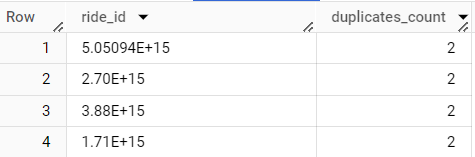 Row ride_id duplicates_count
1 5.05094E+15 2
2 2.70E+15 2
3 3.88E+15 2
4 1.71E+15 2